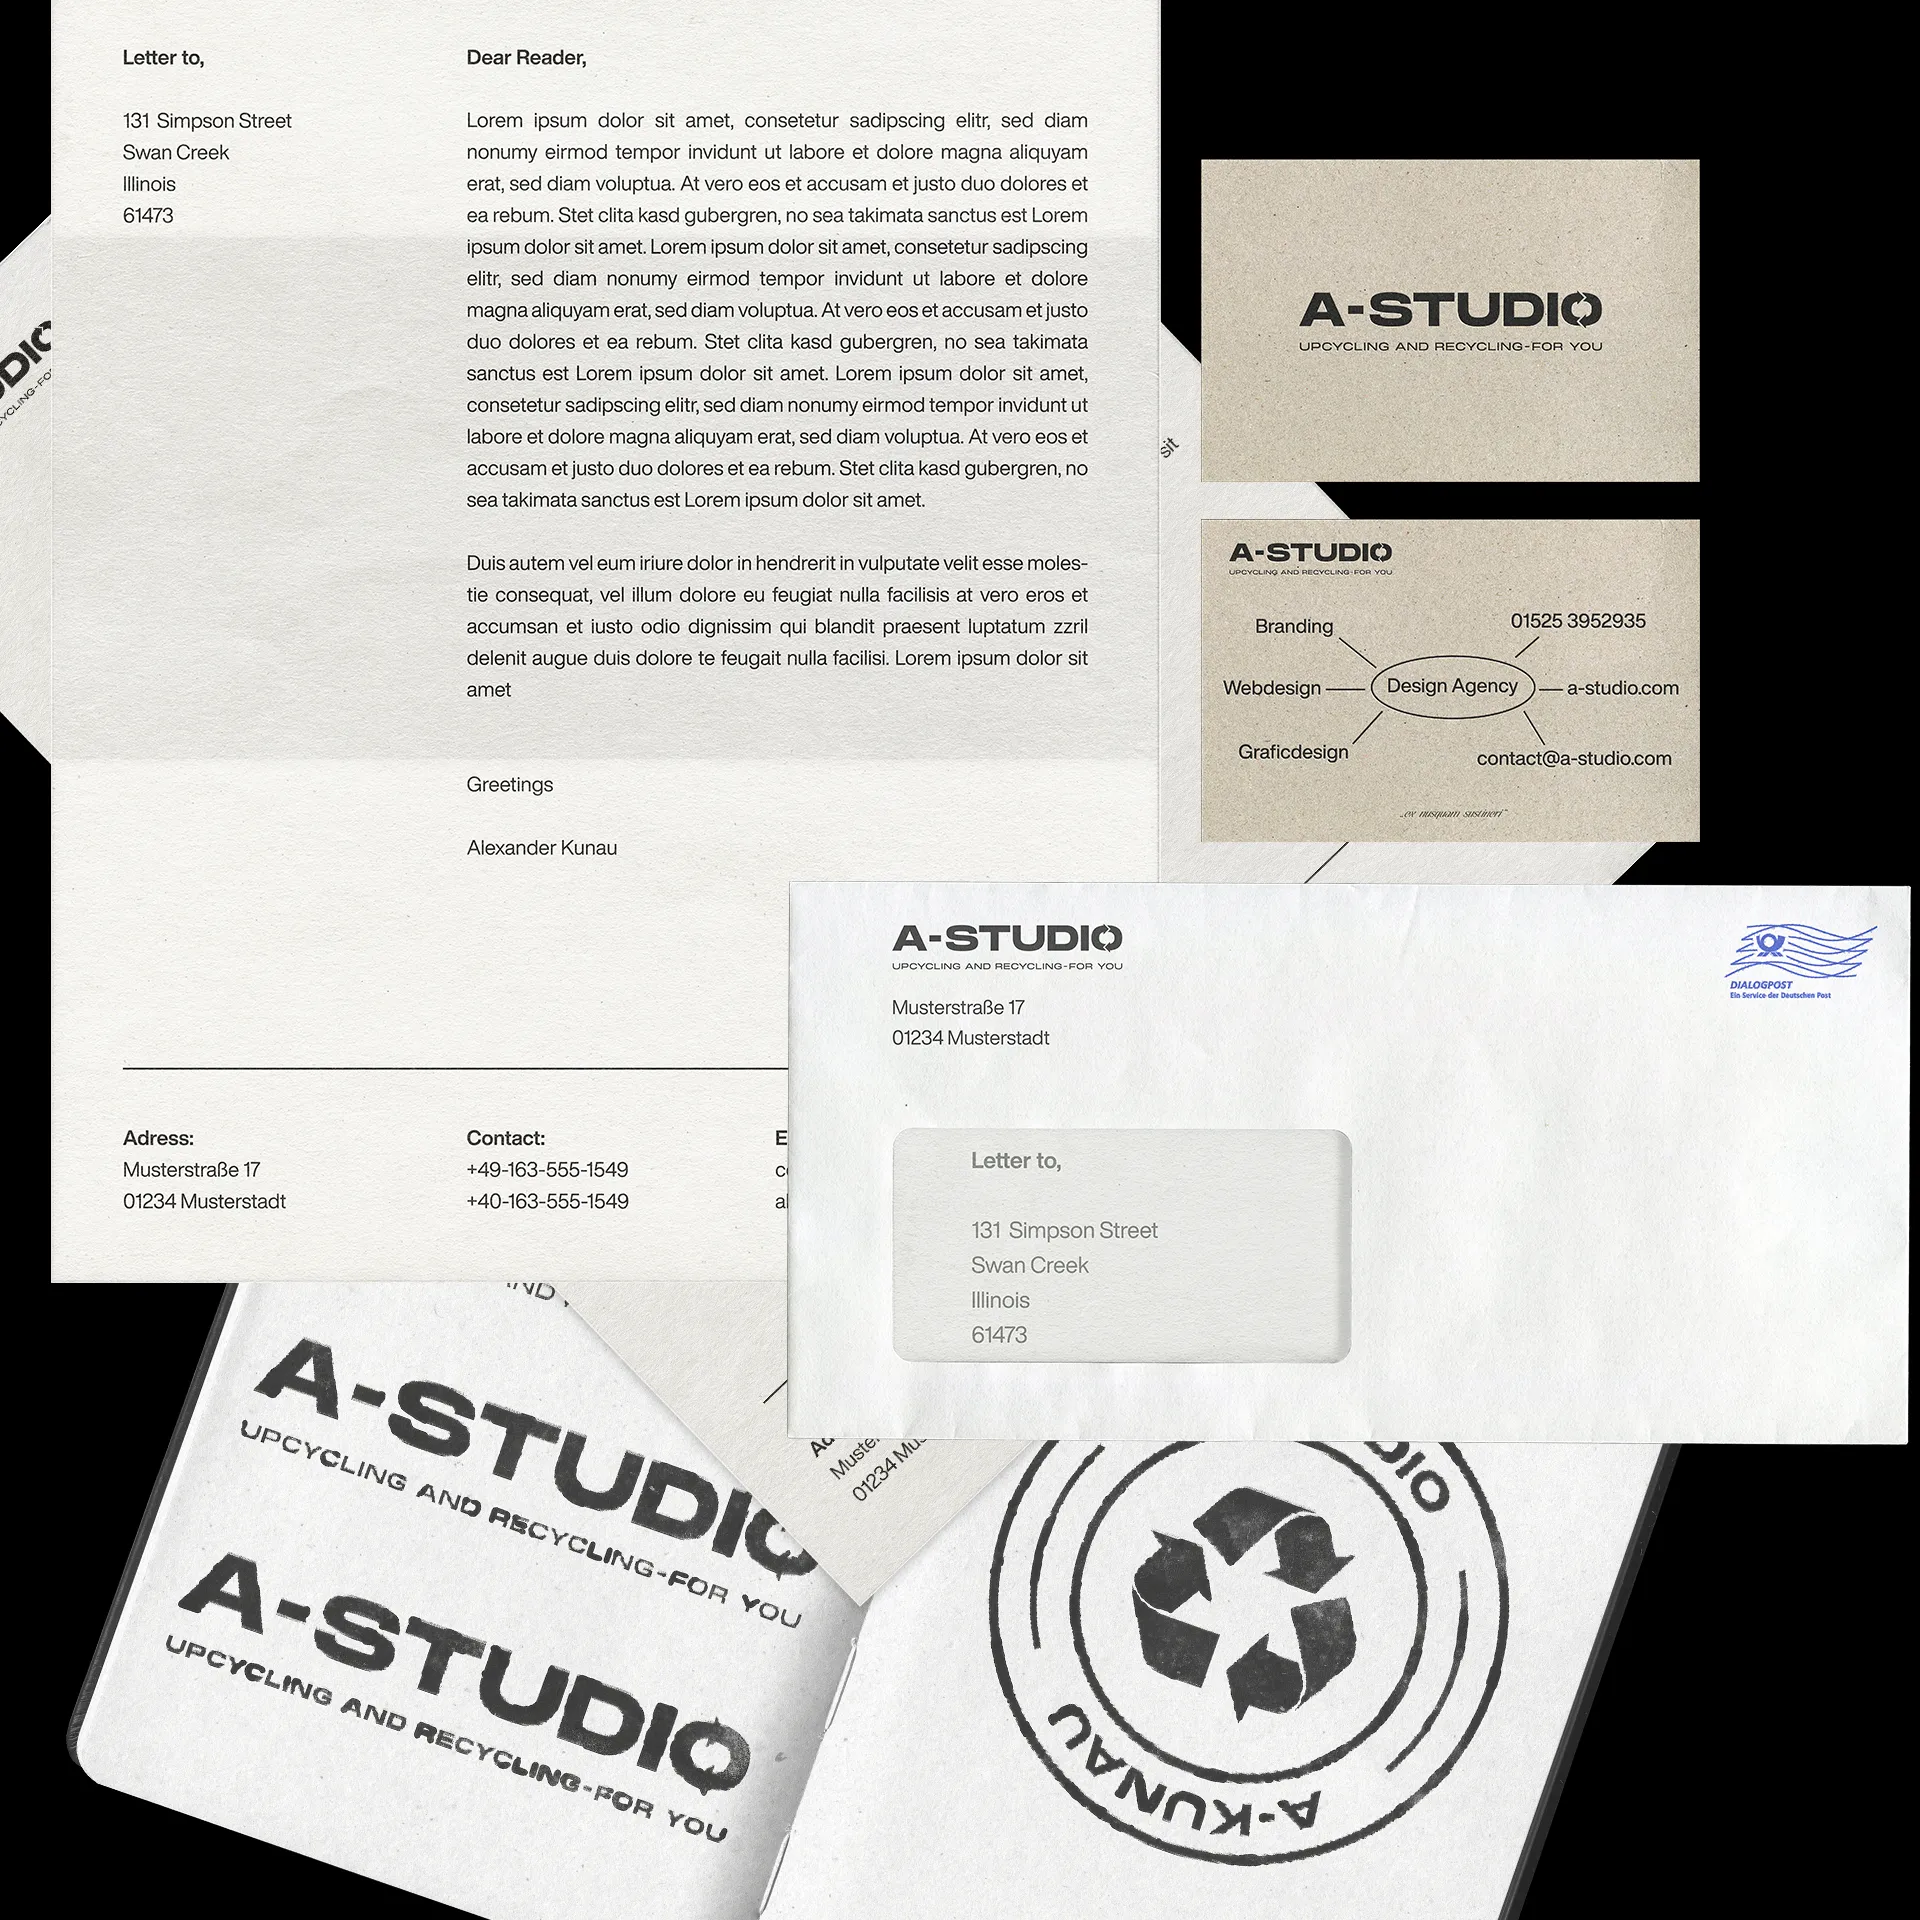 Letter to,
131 Simpson Street
Swan Creek
Illinois
61473
Dear Reader,
Lorem ipsum dolor sit amet, consetetur sadipscing elitr, sed diam
nonumy eirmod tempor invidunt ut labore et dolore magna aliquyam
erat, sed diam voluptua. At vero eos et accusam et justo duo dolores et
ea rebum. Stet clita kasd gubergren, no sea takimata sanctus est Lorem
ipsum dolor sit amet. Lorem ipsum dolor sit amet, consetetur sadipscing
elitr, sed diam nonumy eirmod tempor invidunt ut labore et dolore
magna aliquyam erat, sed diam voluptua. At vero eos et accusam et justo
duo dolores et ea rebum. Stet clita kasd gubergren, no sea takimata
sanctus est Lorem ipsum dolor sit amet. Lorem ipsum dolor sit amet,
consetetur sadipscing elitr, sed diam nonumy eirmod tempor invidunt ut
labore et dolore magna aliquyam erat, sed diam voluptua. At vero eos et
accusam et justo duo dolores et ea rebum. Stet clita kasd gubergren, no
sea takimata sanctus est Lorem ipsum dolor sit amet.
Duis autem vel eum iriure dolor in hendrerit in vulputate velit esse moles-
tie consequat, vel illum dolore eu feugiat nulla facilisis at vero eros et
accumsan et iusto odio dignissim qui blandit praesent luptatum zzril
delenit augue duis dolore te feugait nulla facilisi. Lorem ipsum dolor sit
amet
Greetings
Alexander Kunau
Adress:
Musterstraße 17
01234 Musterstadt
Contact:
+49-163-555-1549
+40-163-555-1549
sit
A-STUDIO
UPCYCLING AND RECYCLING-FOR YOU
A-STUDIO
UPCYCLING AND RECYCLING-FOR YOU
Branding
Webdesign
Graficdesign
Design Agency
01525 3952935
a-studio.com
contact@a-studio.com
„ex nusquam sustineri"
A-STUDIO
UPCYCLING AND RECYCLING-FOR YOU
Musterstraße 17
01234 Musterstadt
DIALOGPOST
Ein Service der Deutschen Post
Letter to,
131 Simpson Street
Swan Creek
Illinois
61473
A-STUDIO
UPCYCLING AND RECYCLING-FOR YOU
A-STUDIO
UPCYCLING AND RECYCLING-FOR YOU
01234
A-KUNAU